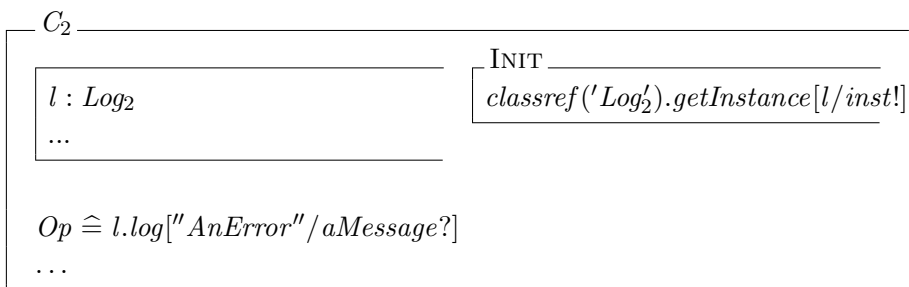 C₂
l : Log₂
...
INIT
classref('Log₂').getInstance[l/inst!]
Op ≙ l.log["AnError"/aMessage?]
...